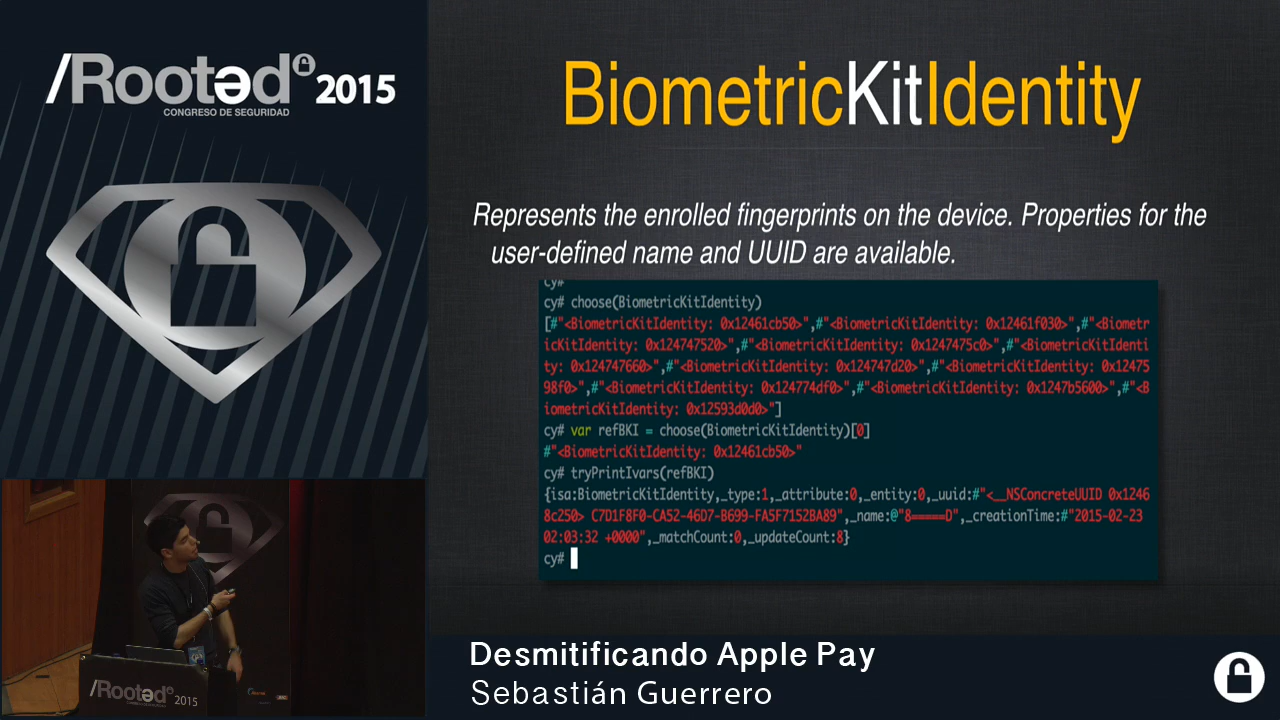 /Rootəd 2015
CONGRESO DE SEGURIDAD
BiometricKitIdentity
Represents the enrolled fingerprints on the device. Properties for the
user-defined name and UUID are available.
cy#
cy# choose(BiometricKitIdentity)
[#"<BiometricKitIdentity: 0x12461cb50>",#"<BiometricKitIdentity: 0x12461f030>",#"<Biometr
icKitIdentity: 0x124747520>",#"<BiometricKitIdentity: 0x1247475c0>",#"<BiometricKitIdenti
ty: 0x124747660>",#"<BiometricKitIdentity: 0x124747d20>",#"<BiometricKitIdentity: 0x12475
98f0>",#"<BiometricKitIdentity: 0x124774df0>",#"<BiometricKitIdentity: 0x1247b5600>",#"<B
iometricKitIdentity: 0x12593d0d0>"]
cy# var refBKI = choose(BiometricKitIdentity)[0]
#"<BiometricKitIdentity: 0x12461cb50>"
cy# tryPrintIvars(refBKI)
{isa:BiometricKitIdentity,_type:1,_attribute:0,_entity:0,_uuid:#"<__NSConcreteUUID 0x1246
8c250> C7D1F8F0-CA52-46D7-B699-FA5F7152BA89",_name:@"8=====D",_creationTime:#"2015-02-23
02:03:32 +0000",_matchCount:0,_updateCount:8}
cy#
/Rootəd 2015
Desmitificando Apple Pay
Sebastián Guerrero